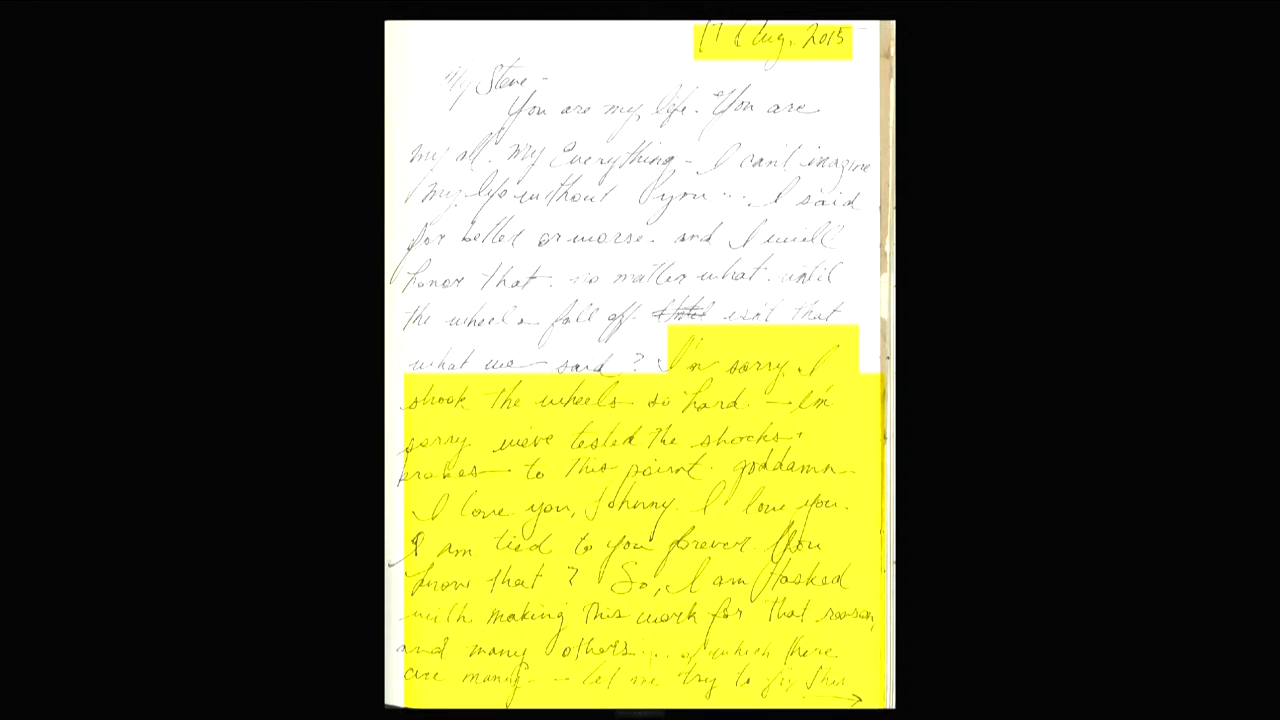 17 Aug. 2015
My Steve -
You are my life. You are
my all. My Everything - I can't imagine
my life without you... I said
for better or worse. and I will
honor that. no matter what. until
the wheels fall off. isn't that
what we said? I'm sorry I
shook the wheels so hard - I'm
sorry we've tested the shocks +
brakes - to this point. goddamn -
I love you, Johnny. I love you.
I am tied to you forever. You
know that? So, I am tasked
with making this work for that reason,
and many others... of which there
are many - - let me try to fix this
→